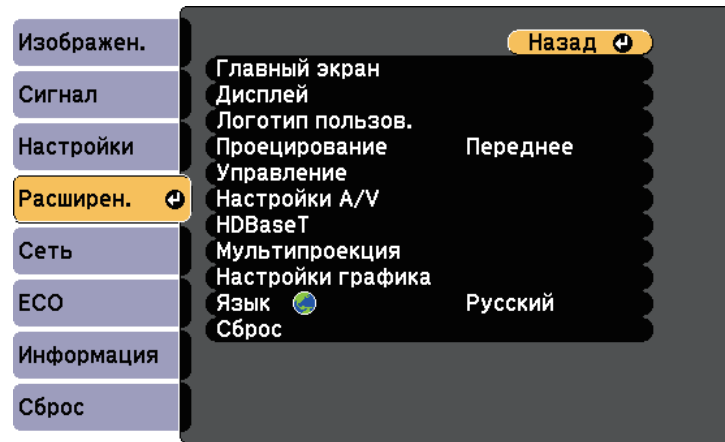 Изображен.
Сигнал
Настройки
Расширен.
Сеть
ECO
Информация
Сброс
Назад
Главный экран
Дисплей
Логотип пользов.
Проецирование Переднее
Управление
Настройки A/V
HDBaseT
Мультипроекция
Настройки графика
Язык Русский
Сброс